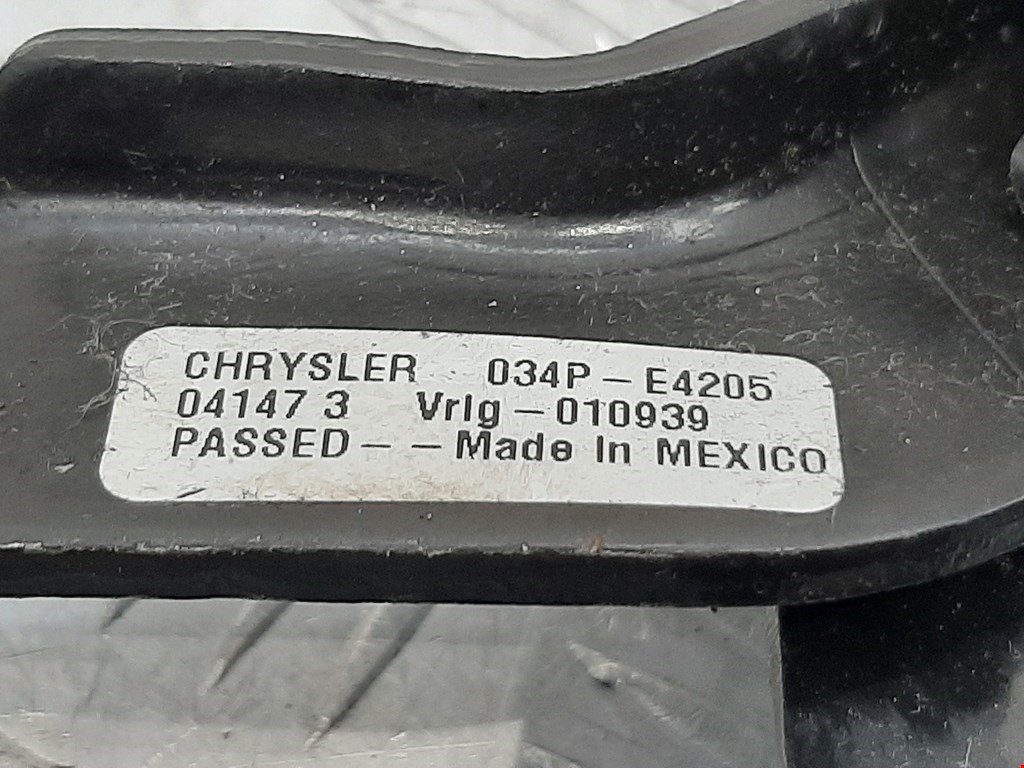 CHRYSLER 034P - E4205
04147 3 Vrlg - 010939
PASSED - - Made In MEXICO